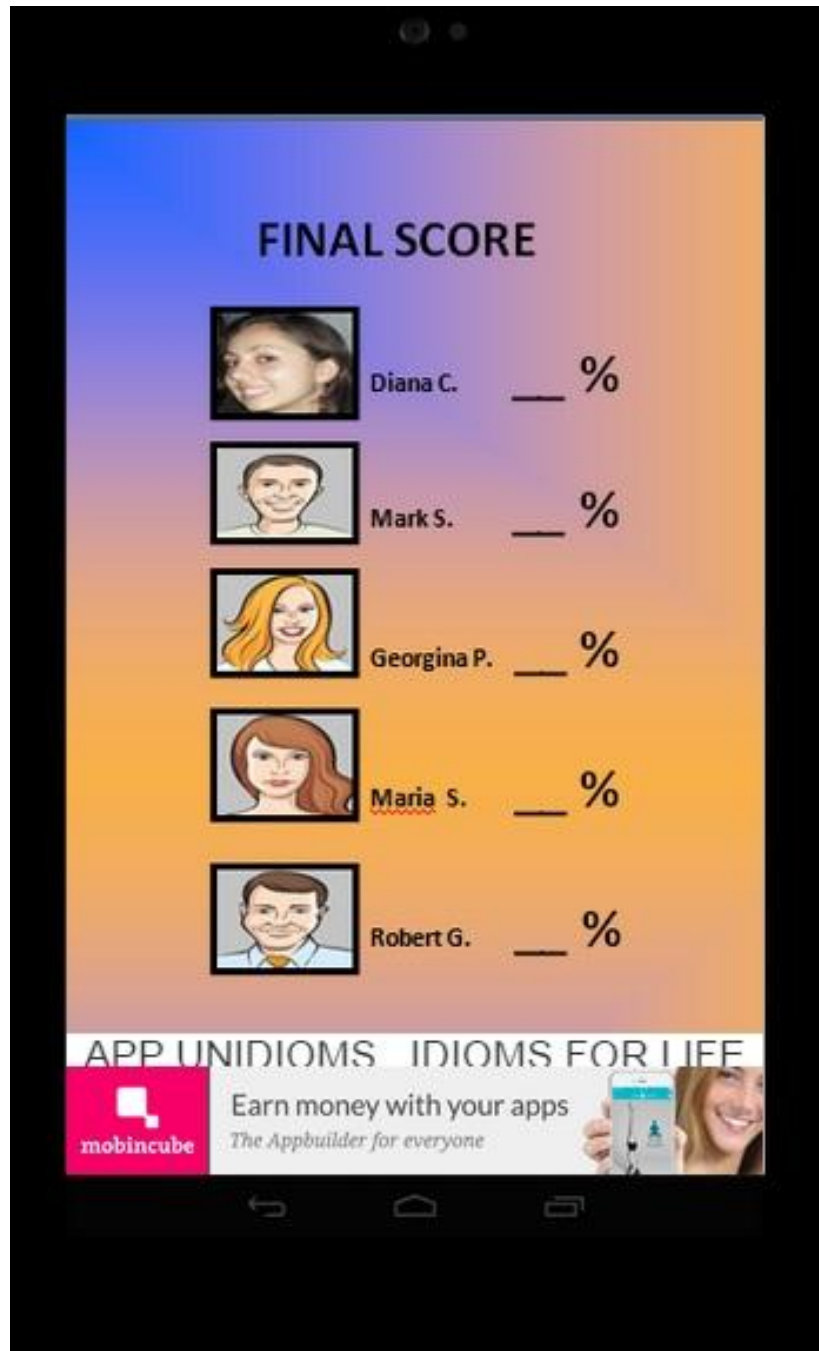 FINAL SCORE
Diana C. __ %
Mark S. __ %
Georgina P. __ %
Maria S. __ %
Robert G. __ %
APP UNIDIOMS IDIOMS FOR LIFE
Earn money with your apps
mobincube The Appbuilder for everyone